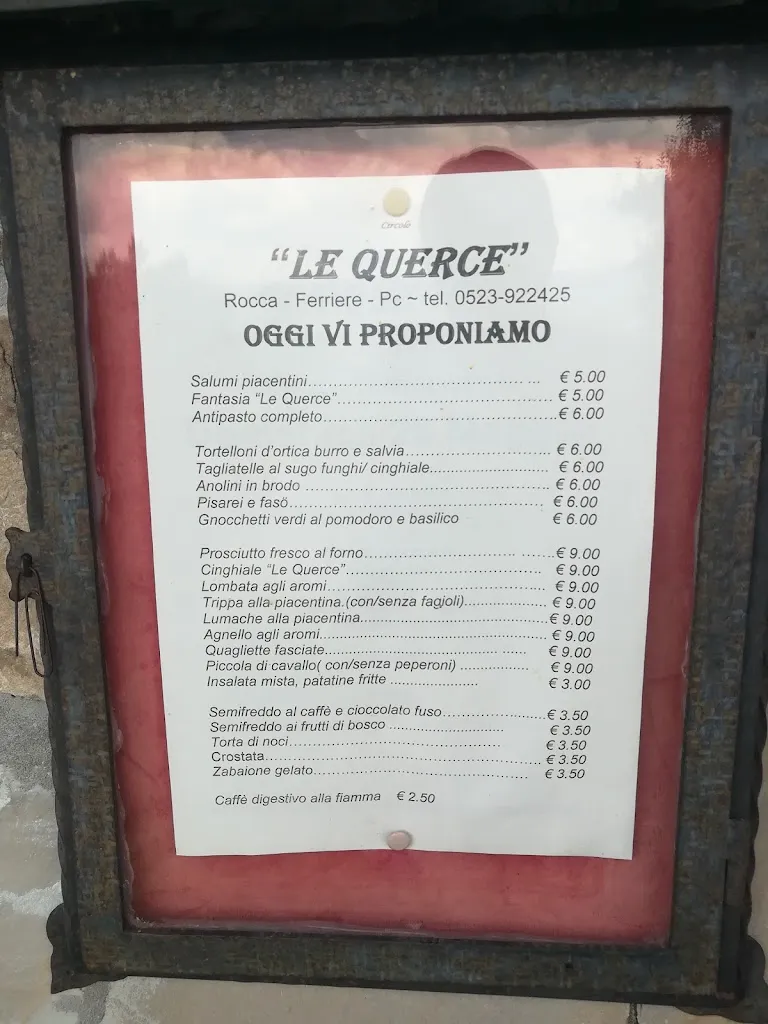 Circolo
“LE QUERCE”
Rocca - Ferriere - Pc ~ tel. 0523-922425
OGGI VI PROPONIAMO
Salumi piacentini........................................... ... € 5.00
Fantasia “Le Querce”........................................... € 5.00
Antipasto completo..............................................€ 6.00
Tortelloni d’ortica burro e salvia............................. € 6.00
Tagliatelle al sugo funghi/ cinghiale............................. € 6.00
Anolini in brodo ................................................. € 6.00
Pisarei e fasö................................................... € 6.00
Gnocchetti verdi al pomodoro e basilico € 6.00
Prosciutto fresco al forno.............................. .......€ 9.00
Cinghiale “Le Querce”....................................... € 9.00
Lombata agli aromi........................................... € 9.00
Trippa alla piacentina.(con/senza fagioli).................... € 9.00
Lumache alla piacentina.............................................€ 9.00
Agnello agli aromi...................................................... € 9.00
Quagliette fasciate........................................... ...... € 9.00
Piccola di cavallo( con/senza peperoni) ................. € 9.00
Insalata mista, patatine fritte ...................... € 3.00
Semifreddo al caffè e cioccolato fuso.......................€ 3.50
Semifreddo ai frutti di bosco ............................. € 3.50
Torta di noci........................................... € 3.50
Crostata....................................................... € 3.50
Zabaione gelato........................................... € 3.50
Caffè digestivo alla fiamma € 2.50